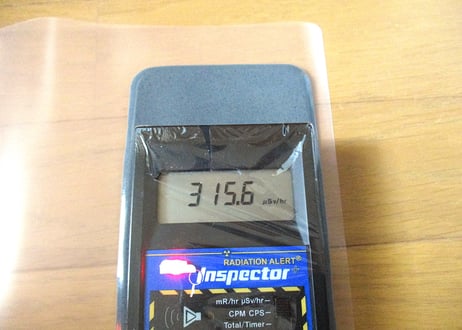 315.6 µSv/hr
RADIATION ALERT®
Inspector+
mR/hr µSv/hr—
CPM CPS—
Total/Timer—